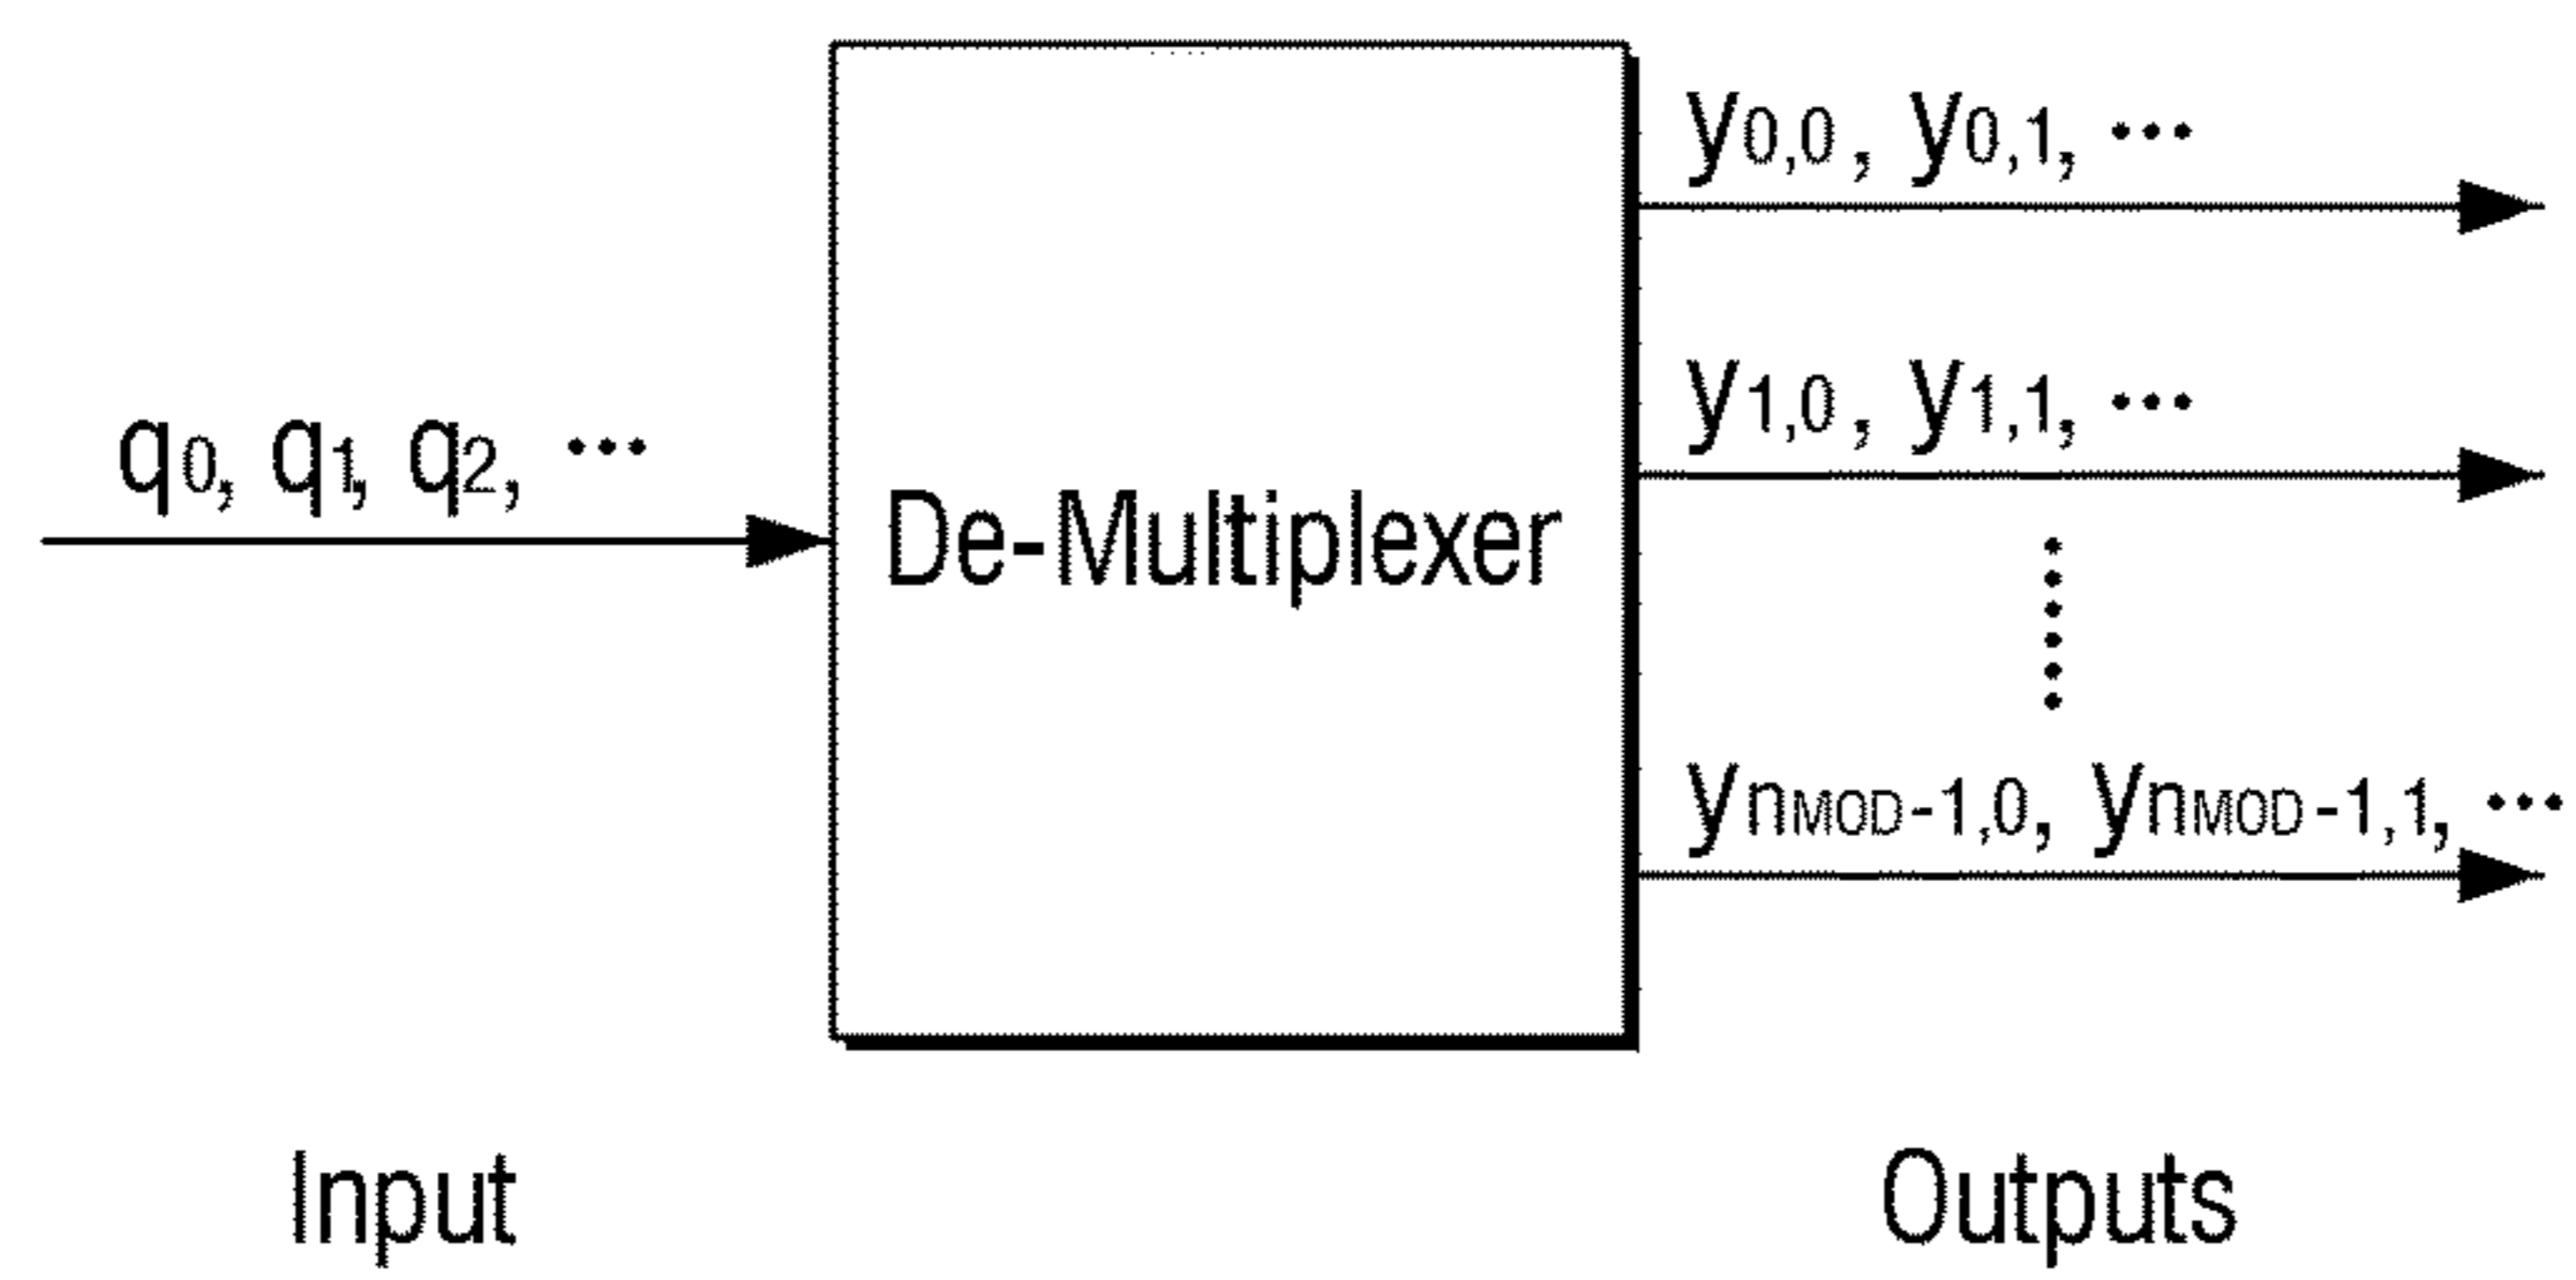 y0,0, y0,1, ...
q0, q1, q2, ...
y1,0, y1,1, ...
De-Multiplexer
ynMOD-1,0, ynMOD-1,1, ...
Input
Outputs